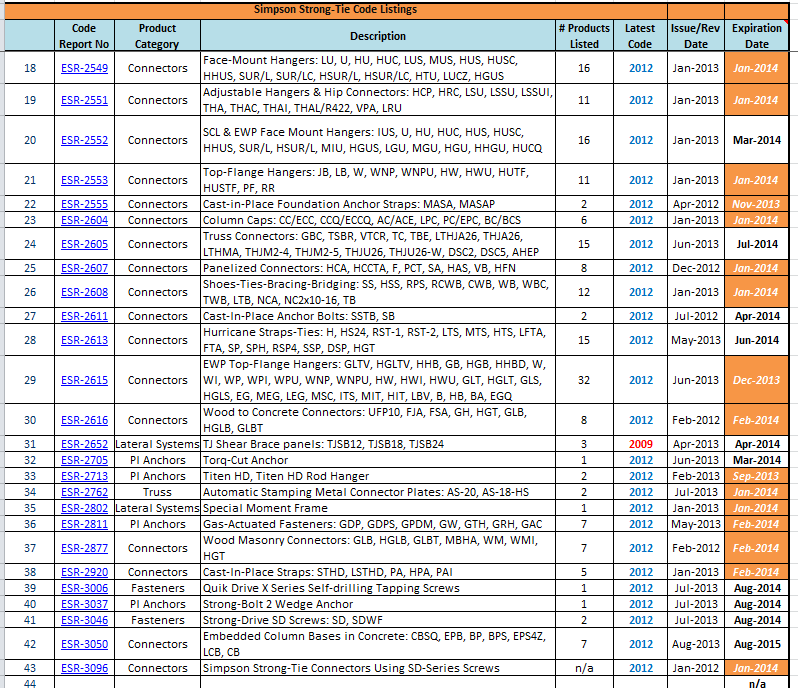 Simpson Strong-Tie Code Listings
Code Report No | Product Category | Description | # Products Listed | Latest Code | Issue/Rev Date | Expiration Date
18 ESR-2549 Connectors Face-Mount Hangers: LU, U, HU, HUC, LUS, MUS, HUS, HUSC, HHUS, SUR/L, SUR/LC, HSUR/L, HSUR/LC, HTU, LUCZ, HGUS 16 2012 Jan-2013 Jan-2014
19 ESR-2551 Connectors Adjustable Hangers & Hip Connectors: HCP, HRC, LSU, LSSU, LSSUI, THA, THAC, THAI, THAL/R422, VPA, LRU 11 2012 Jan-2013 Jan-2014
20 ESR-2552 Connectors SCL & EWP Face Mount Hangers: IUS, U, HU, HUC, HUS, HUSC, HHUS, SUR/L, HSUR/L, MIU, HGUS, LGU, MGU, HGU, HHGU, HUCQ 16 2012 Jan-2013 Mar-2014
21 ESR-2553 Connectors Top-Flange Hangers: JB, LB, W, WNP, WNPU, HW, HWU, HUTF, HUSTF, PF, RR 11 2012 Jan-2013 Jan-2014
22 ESR-2555 Connectors Cast-in-Place Foundation Anchor Straps: MASA, MASAP 2 2012 Apr-2012 Nov-2013
23 ESR-2604 Connectors Column Caps: CC/ECC, CCQ/ECCQ, AC/ACE, LPC, PC/EPC, BC/BCS 6 2012 Jan-2013 Jan-2014
24 ESR-2605 Connectors Truss Connectors: GBC, TSBR, VTCR, TC, TBE, LTHJA26, THJA26, LTHMA, THJM2-4, THJM2-5, THJU26, THJU26-W, DSC2, DSC5, AHEP 15 2012 Jun-2013 Jul-2014
25 ESR-2607 Connectors Panelized Connectors: HCA, HCCTA, F, PCT, SA, HAS, VB, HFN 8 2012 Dec-2012 Jan-2014
26 ESR-2608 Connectors Shoes-Ties-Bracing-Bridging: SS, HSS, RPS, RCWB, CWB, WB, WBC, TWB, LTB, NCA, NC2x10-16, TB 12 2012 Jan-2013 Jan-2014
27 ESR-2611 Connectors Cast-In-Place Anchor Bolts: SSTB, SB 2 2012 Jul-2012 Apr-2014
28 ESR-2613 Connectors Hurricane Straps-Ties: H, HS24, RST-1, RST-2, LTS, MTS, HTS, LFTA, FTA, SP, SPH, RSP4, SSP, DSP, HGT 15 2012 May-2013 Jun-2014
29 ESR-2615 Connectors EWP Top-Flange Hangers: GLTV, HGLTV, HHB, GB, HGB, HHBD, W, WI, WP, WPI, WPU, WNP, WNPU, HW, HWI, HWU, GLT, HGLT, GLS, HGLS, EG, MEG, LEG, MSC, ITS, MIT, HIT, LBV, B, HB, BA, EGQ 32 2012 Jun-2013 Dec-2013
30 ESR-2616 Connectors Wood to Concrete Connectors: UFP10, FJA, FSA, GH, HGT, GLB, HGLB, GLBT 8 2012 Feb-2012 Feb-2014
31 ESR-2652 Lateral Systems TJ Shear Brace panels: TJSB12, TJSB18, TJSB24 3 2009 Apr-2013 Apr-2014
32 ESR-2705 PI Anchors Torq-Cut Anchor 1 2012 Jun-2013 Mar-2014
33 ESR-2713 PI Anchors Titen HD, Titen HD Rod Hanger 2 2012 Feb-2013 Sep-2013
34 ESR-2762 Truss Automatic Stamping Metal Connector Plates: AS-20, AS-18-HS 2 2012 Jul-2013 Jan-2014
35 ESR-2802 Lateral Systems Special Moment Frame 1 2012 Jan-2013 Jan-2014
36 ESR-2811 PI Anchors Gas-Actuated Fasteners: GDP, GDPS, GPDM, GW, GTH, GRH, GAC 7 2012 May-2013 Feb-2014
37 ESR-2877 Connectors Wood Masonry Connectors: GLB, HGLB, GLBT, MBHA, WM, WMI, HGT 7 2012 Feb-2012 Feb-2014
38 ESR-2920 Connectors Cast-In-Place Straps: STHD, LSTHD, PA, HPA, PAI 5 2012 Jan-2013 Feb-2014
39 ESR-3006 Fasteners Quik Drive X Series Self-drilling Tapping Screws 1 2012 Jul-2013 Aug-2014
40 ESR-3037 PI Anchors Strong-Bolt 2 Wedge Anchor 1 2012 Jul-2013 Aug-2014
41 ESR-3046 Fasteners Strong-Drive SD Screws: SD, SDWF 2 2012 Jul-2013 Aug-2014
42 ESR-3050 Connectors Embedded Column Bases in Concrete: CBSQ, EPB, BP, BPS, EPS4Z, LCB, CB 7 2012 Aug-2013 Aug-2015
43 ESR-3096 Connectors Simpson Strong-Tie Connectors Using SD-Series Screws n/a 2012 Jan-2012 Jan-2014
44 n/a